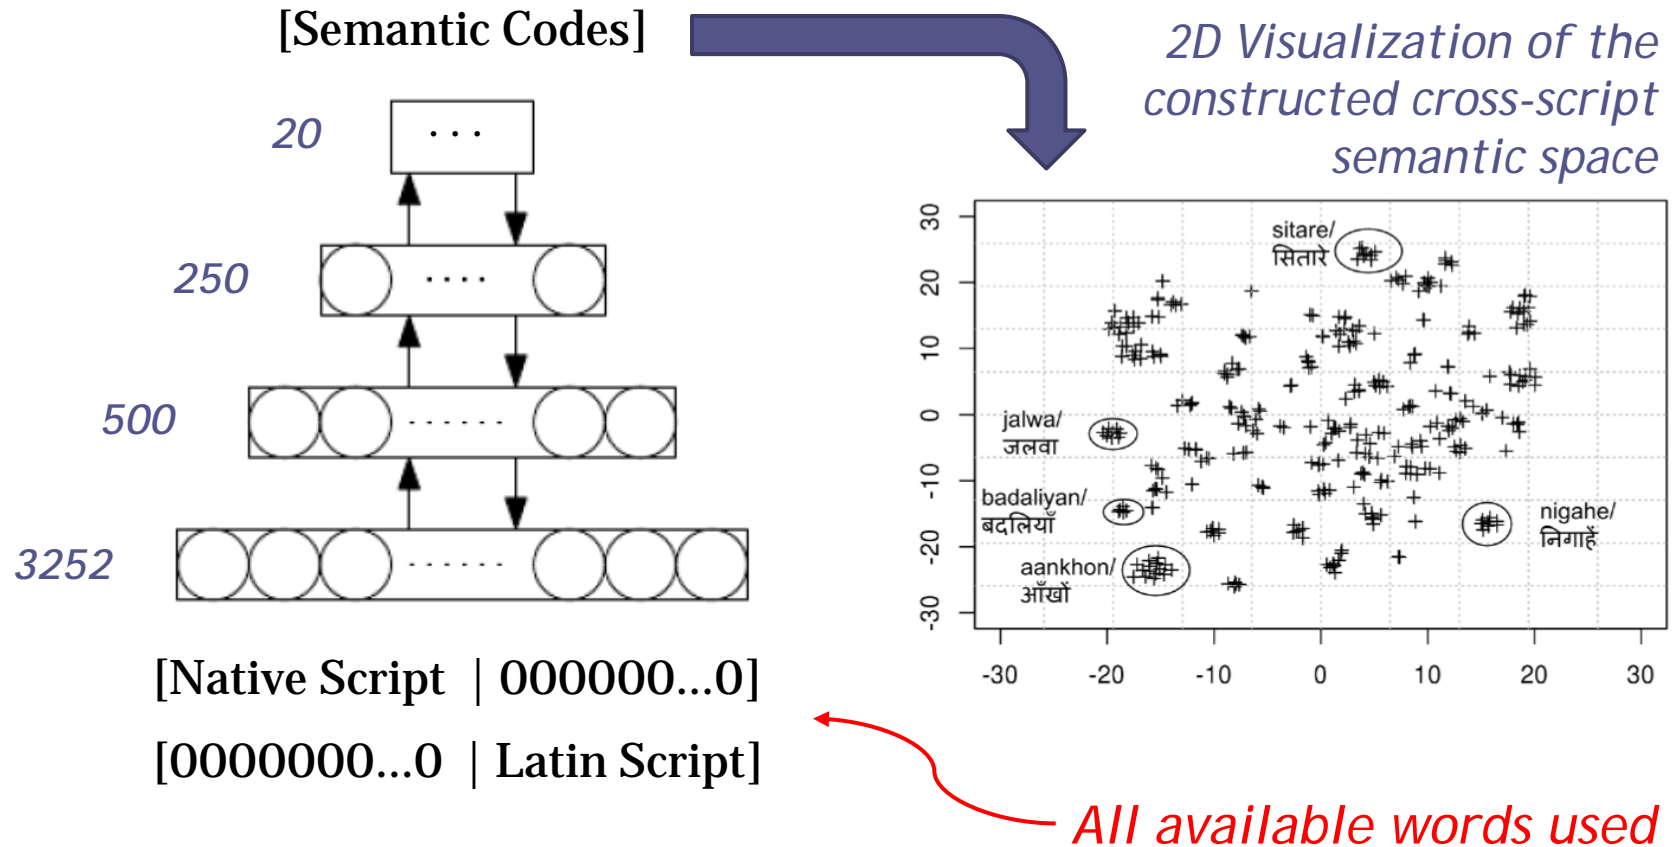 [Semantic Codes]
2D Visualization of the
constructed cross-script
semantic space
20
...
250
....
500
......
3252
......
[Native Script | 000000...0]
[0000000...0 | Latin Script]
All available words used
30
20
10
0
-10
-20
-30
sitare/
सितारे
jalwa/
जलवा
badaliyan/
बदलियाँ
aankhon/
आँखों
nigahe/
निगाहें
-30 -20 -10 0 10 20 30